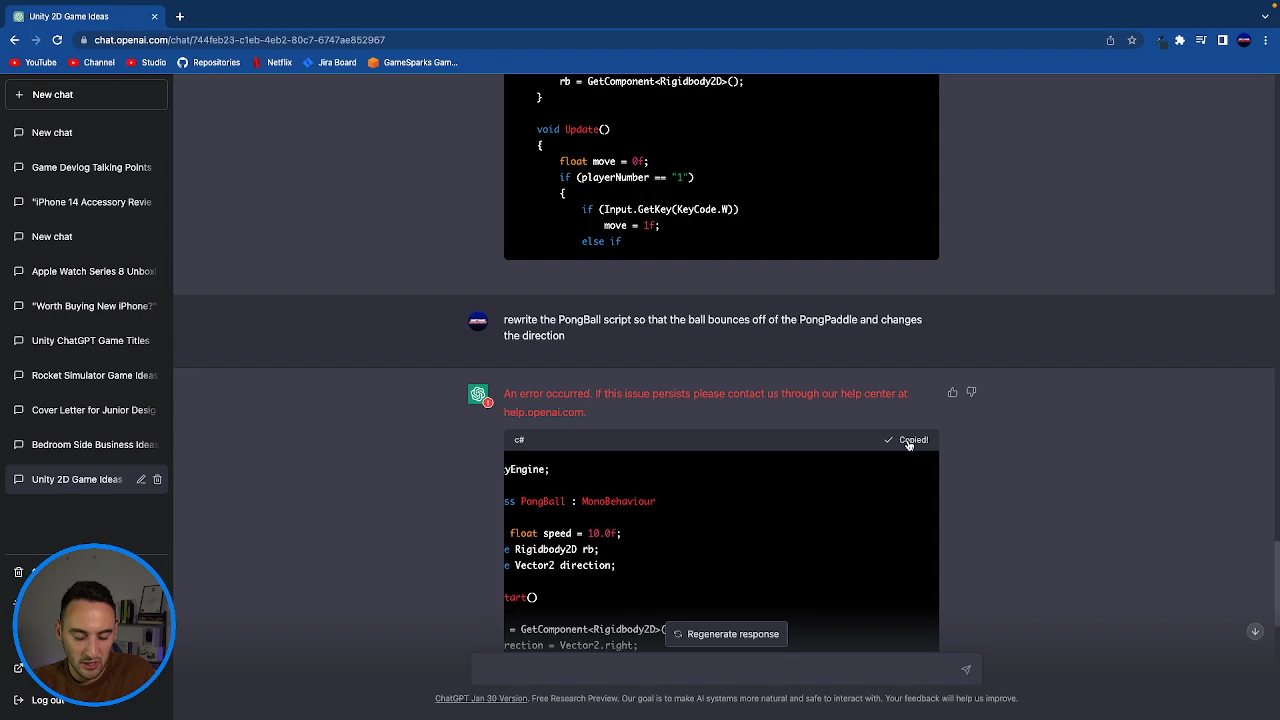 Unity 2D Game Ideas
chat.openai.com/chat/744feb23-c1eb-4eb2-80c7-6747ae852967
YouTube
Channel
Studio
Repositories
Netflix
Jira Board
GameSparks Gam...
New chat
New chat
Game Devlog Talking Points
"iPhone 14 Accessory Revie
New chat
Apple Watch Series 8 Unboxi
"Worth Buying New iPhone?"
Unity ChatGPT Game Titles
Rocket Simulator Game Ideas
Cover Letter for Junior Desig
Bedroom Side Business Ideas
Unity 2D Game Ideas
Log out
rb = GetComponent<Rigidbody2D>();
}
void Update()
{
float move = 0f;
if (playerNumber == "1")
{
if (Input.GetKey(KeyCode.W))
move = 1f;
else if
rewrite the PongBall script so that the ball bounces off of the PongPaddle and changes
the direction
An error occurred. If this issue persists please contact us through our help center at
help.openai.com.
c#
Copied!
yEngine;
ss PongBall : MonoBehaviour
float speed = 10.0f;
e Rigidbody2D rb;
e Vector2 direction;
tart()
= GetComponent<Rigidbody2D>(
rection = Vector2.right;
Regenerate response
ChatGPT Jan 30 Version. Free Research Preview. Our goal is to make AI systems more natural and safe to interact with. Your feedback will help us improve.